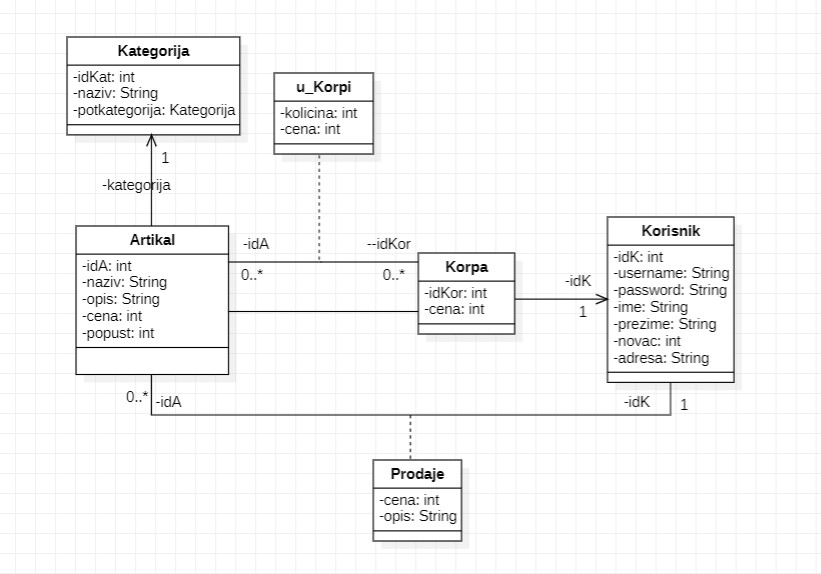 Kategorija
-idKat: int
-naziv: String
-potkategorija: Kategorija
1
-kategorija
u_Korpi
-kolicina: int
-cena: int
Artikal
-idA: int
-naziv: String
-opis: String
-cena: int
-popust: int
-idA
0..*
--idKor
0..*
Korpa
-idKor: int
-cena: int
-idK
1
Korisnik
-idK: int
-username: String
-password: String
-ime: String
-prezime: String
-novac: int
-adresa: String
0..*
-idA
-idK
1
Prodaje
-cena: int
-opis: String